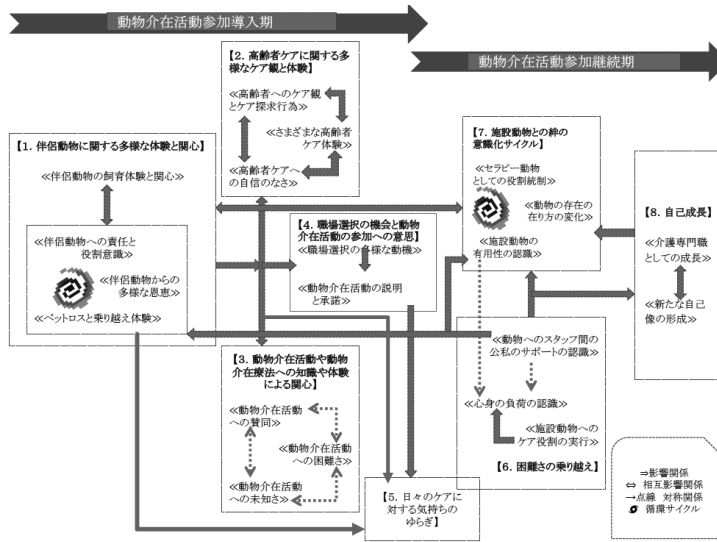 動物介在活動参加導入期
動物介在活動参加継続期
【2. 高齢者ケアに関する多
様なケア観と体験】
≪高齢者へのケア観
とケア探求行為≫
≪さまざまな高齢者
ケア体験≫
≪高齢者ケアへ
の自信のなさ≫
【1. 伴侶動物に関する多様な体験と関心】
≪伴侶動物の飼育体験と関心≫
≪伴侶動物への責任と
役割意識≫
≪伴侶動物からの
多様な恩恵≫
≪ペットロスと乗り越え体験≫
【4. 職場選択の機会と動物
介在活動の参加への意思】
≪職場選択の多様な動機≫
≪動物介在活動の説明
と承諾≫
【3. 動物介在活動や動物
介在療法への知識や体験
による関心】
≪動物介在活動
への賛同≫
≪動物介在活動
への困難さ≫
≪動物介在活動
への未知さ≫
【5. 日々のケアに
対する気持ちの
ゆらぎ】
【7. 施設動物との絆の
意識化サイクル】
≪セラピー動物
としての役割統制≫
≪動物の存在の
在り方の変化≫
≪施設動物の
有用性の認識≫
≪動物へのスタッフ間の
公私のサポートの認識≫
≪心身の負荷の認識≫
≪施設動物への
ケア役割の実行≫
【6. 困難さの乗り越え】
【8. 自己成長】
≪介護専門職
としての成長≫
≪新たな自己
像の形成≫
⇒影響関係
⇔ 相互影響関係
→点線 対称関係
循環サイクル